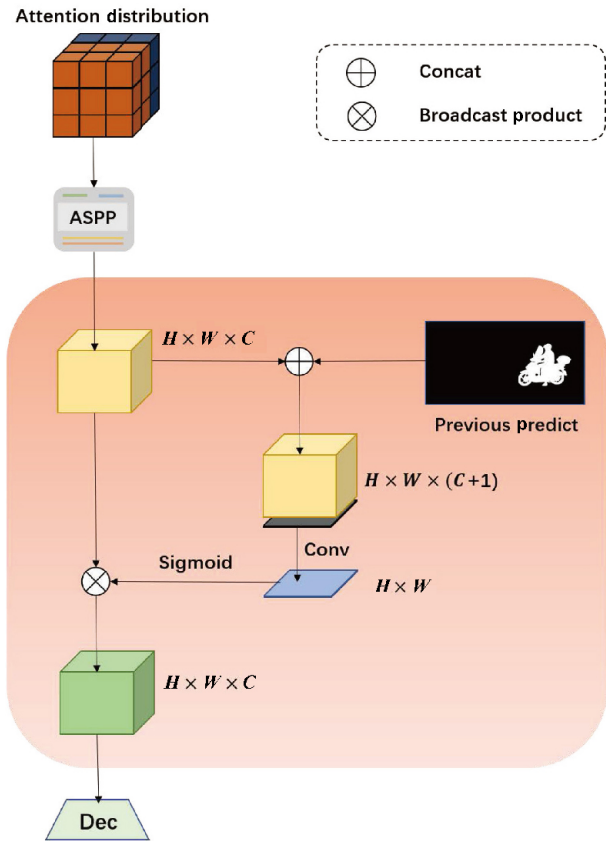 Attention distribution
Concat
Broadcast product
ASPP
H × W × C
Previous predict
H × W × (C+1)
Conv
Sigmoid
H × W
H × W × C
Dec